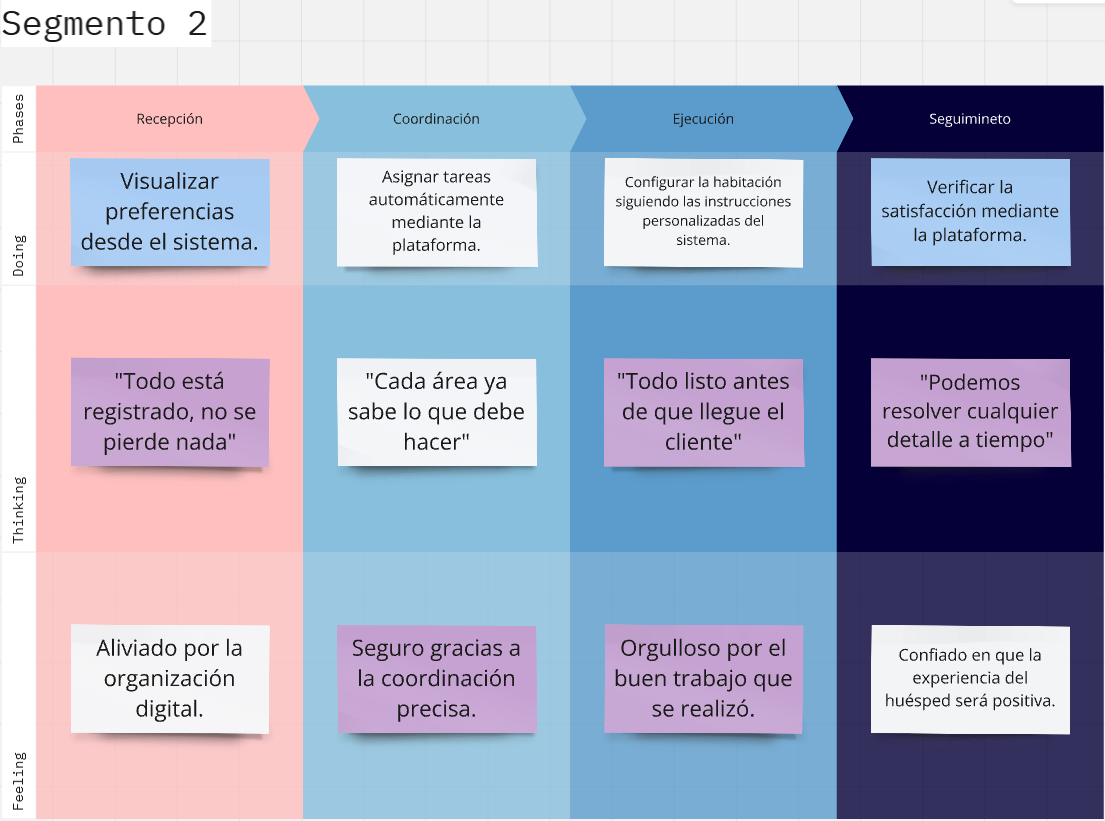 Segmento 2
Phases
Recepción
Coordinación
Ejecución
Seguimineto
Doing
Visualizar
preferencias
desde el sistema.
Asignar tareas
automáticamente
mediante la
plataforma.
Configurar la habitación
siguiendo las instrucciones
personalizadas del
sistema.
Verificar la
satisfacción mediante
la plataforma.
Thinking
"Todo está
registrado, no se
pierde nada"
"Cada área ya
sabe lo que debe
hacer"
"Todo listo antes
de que llegue el
cliente"
"Podemos
resolver cualquier
detalle a tiempo"
Feeling
Aliviado por la
organización
digital.
Seguro gracias a
la coordinación
precisa.
Orgulloso por el
buen trabajo que
se realizó.
Confiado en que la
experiencia del
huésped será positiva.